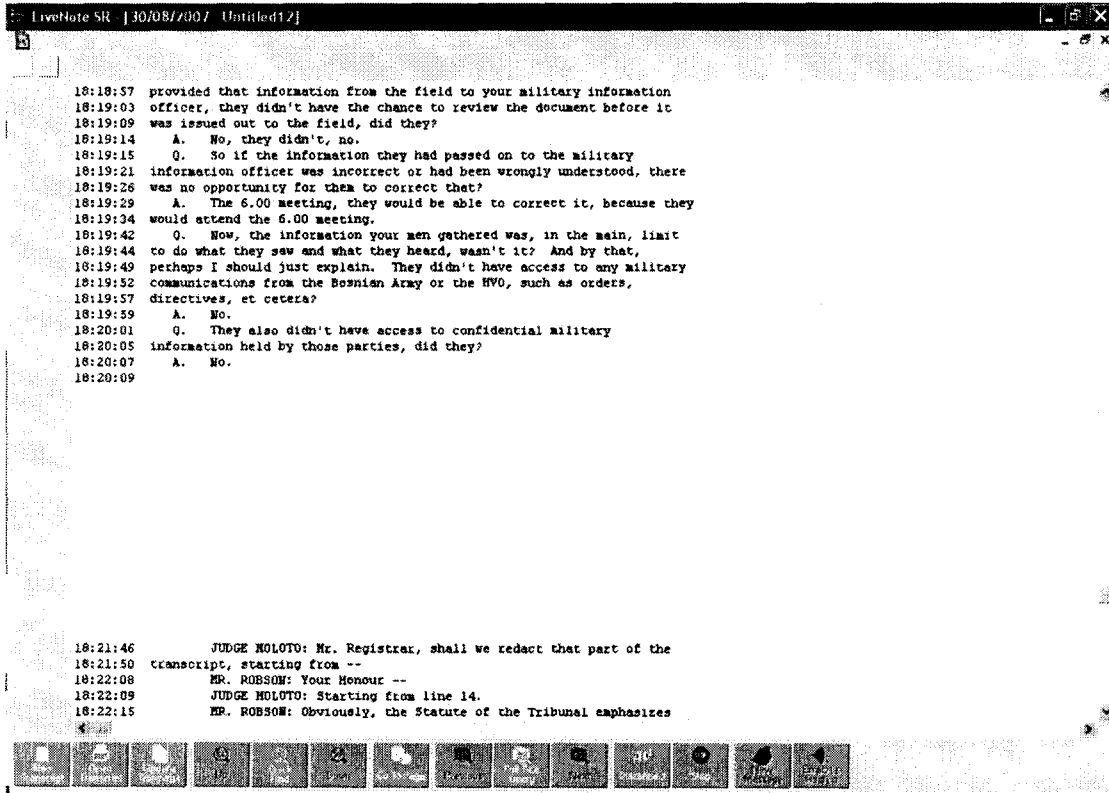 LiveNote SR - [30/08/2007 Untitled12]
18:18:57 provided that information from the field to your military information
18:19:03 officer, they didn't have the chance to review the document before it
18:19:09 was issued out to the field, did they?
18:19:14 A. No, they didn't, no.
18:19:15 Q. So if the information they had passed on to the military
18:19:21 information officer was incorrect or had been wrongly understood, there
18:19:26 was no opportunity for them to correct that?
18:19:29 A. The 6.00 meeting, they would be able to correct it, because they
18:19:34 would attend the 6.00 meeting.
18:19:42 Q. Now, the information your men gathered was, in the main, limit
18:19:44 to do what they saw and what they heard, wasn't it? And by that,
18:19:49 perhaps I should just explain. They didn't have access to any military
18:19:52 communications from the Bosnian Army or the HVO, such as orders,
18:19:57 directives, et cetera?
18:19:59 A. No.
18:20:01 Q. They also didn't have access to confidential military
18:20:05 information held by those parties, did they?
18:20:07 A. No.
18:20:09
18:21:46 JUDGE MOLOTO: Mr. Registrar, shall we redact that part of the
18:21:50 transcript, starting from --
18:22:08 MR. ROBSON: Your Honour --
18:22:09 JUDGE MOLOTO: Starting from line 14.
18:22:15 MR. ROBSON: Obviously, the Statute of the Tribunal emphasizes
Find
Stop